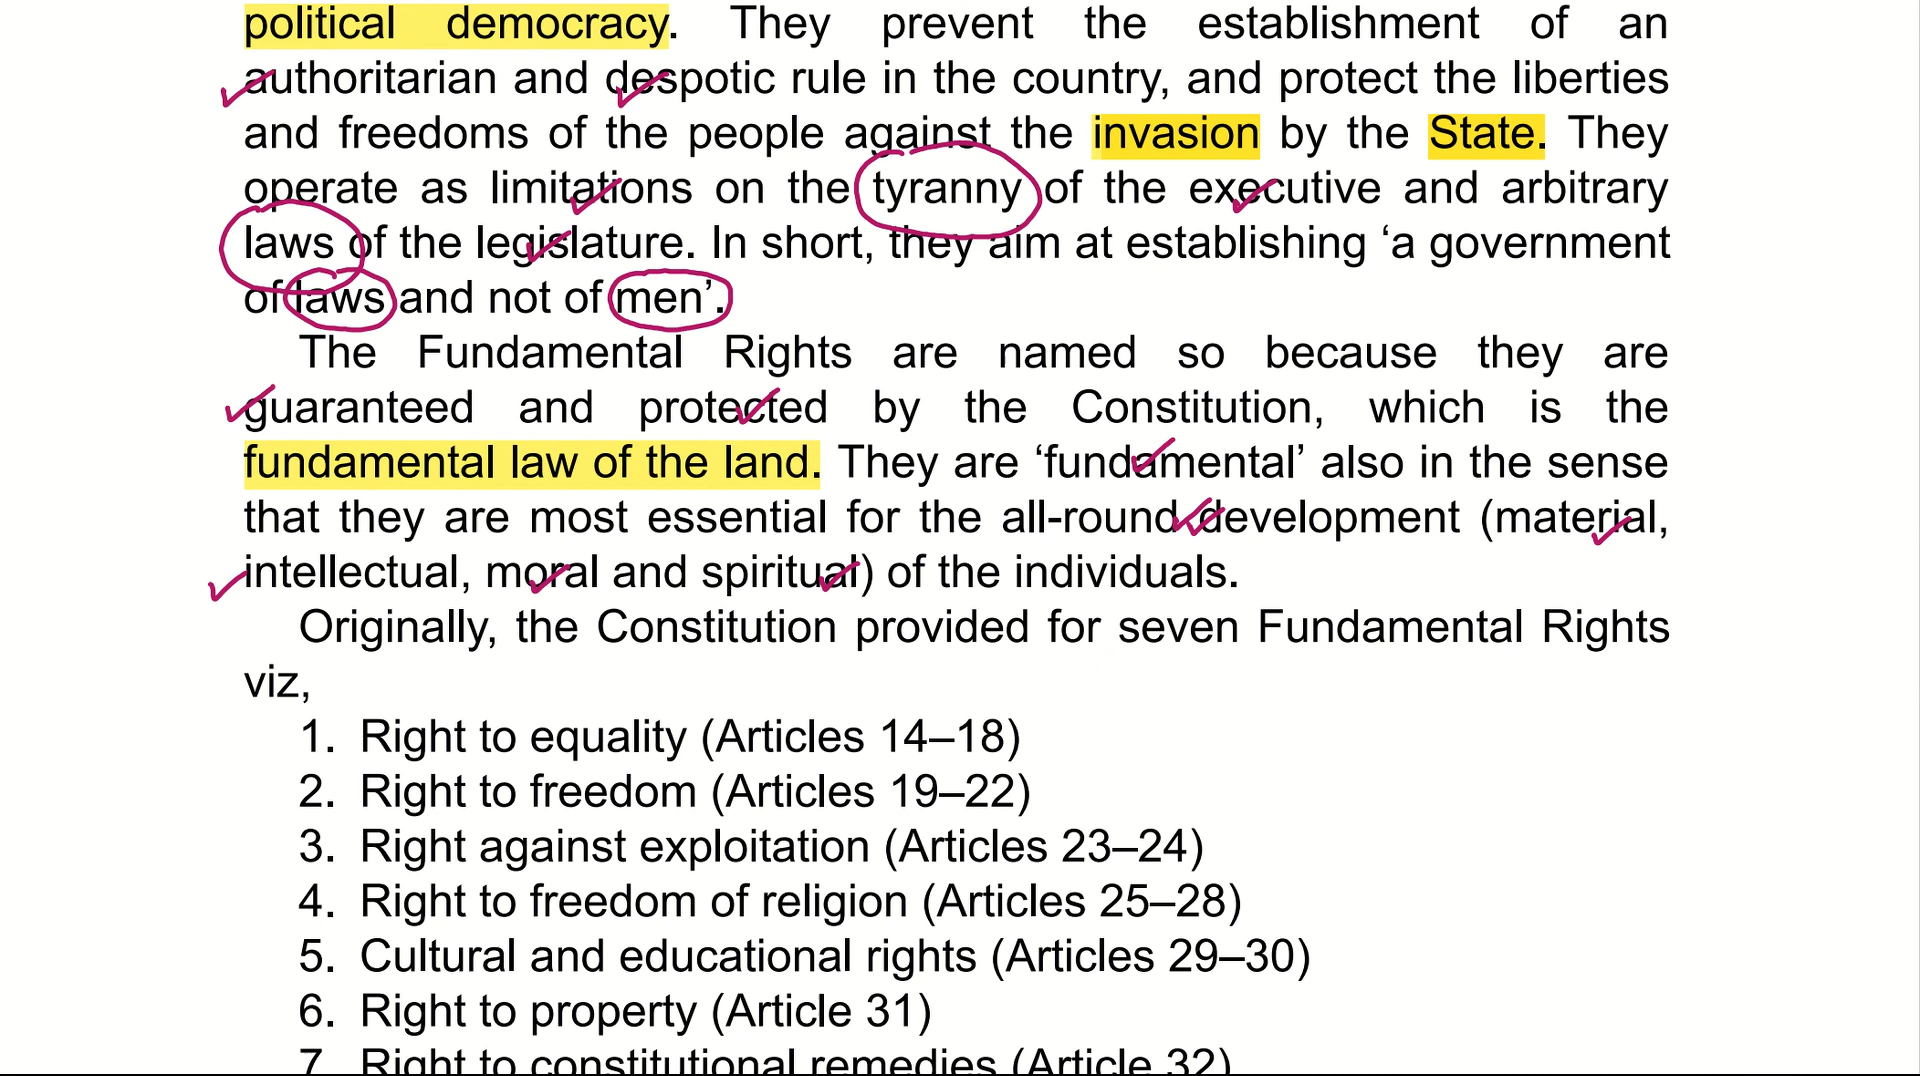 political democracy. They prevent the establishment of an
authoritarian and despotic rule in the country, and protect the liberties
and freedoms of the people against the invasion by the State. They
operate as limitations on the tyranny of the executive and arbitrary
laws of the legislature. In short, they aim at establishing ‘a government
of laws and not of men’.
The Fundamental Rights are named so because they are
guaranteed and protected by the Constitution, which is the
fundamental law of the land. They are ‘fundamental’ also in the sense
that they are most essential for the all-round development (material,
intellectual, moral and spiritual) of the individuals.
Originally, the Constitution provided for seven Fundamental Rights
viz,
1. Right to equality (Articles 14–18)
2. Right to freedom (Articles 19–22)
3. Right against exploitation (Articles 23–24)
4. Right to freedom of religion (Articles 25–28)
5. Cultural and educational rights (Articles 29–30)
6. Right to property (Article 31)
7. Right to constitutional remedies (Article 32)